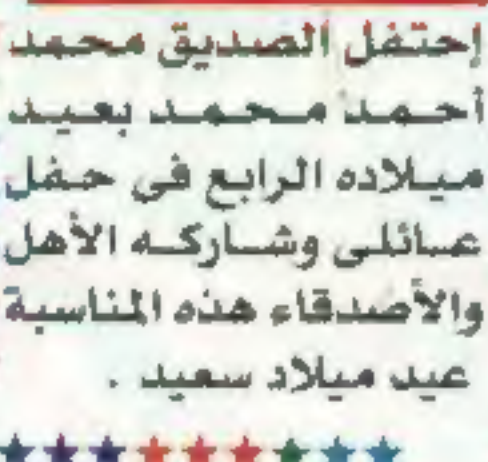 إحتفل الصديق محمد
أحمد محمد بعيد
ميلاده الرابع فى حفل
عائلى وشاركه الأهل
والأصدقاء هذه المناسبة
عيد ميلاد سعيد .